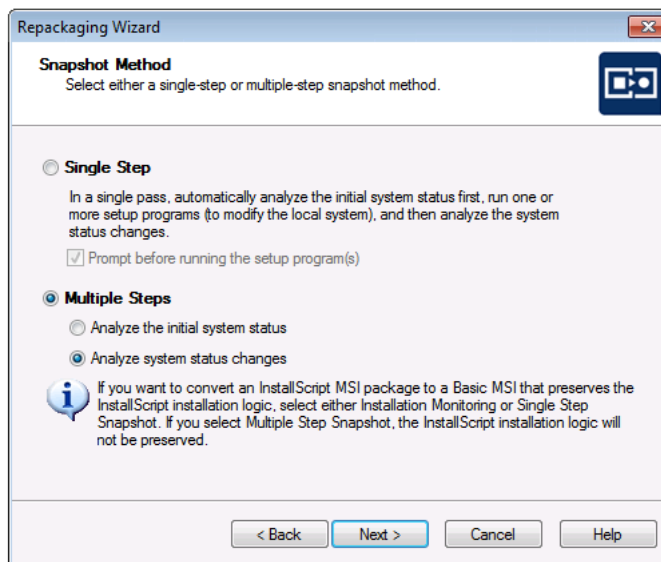 Repackaging Wizard
Snapshot Method
Select either a single-step or multiple-step snapshot method.
Single Step
In a single pass, automatically analyze the initial system status first, run one or
more setup programs (to modify the local system), and then analyze the system
status changes.
Prompt before running the setup program(s)
Multiple Steps
Analyze the initial system status
Analyze system status changes
If you want to convert an InstallScript MSI package to a Basic MSI that preserves the
InstallScript installation logic, select either Installation Monitoring or Single Step
Snapshot. If you select Multiple Step Snapshot, the InstallScript installation logic will
not be preserved.
< Back Next > Cancel Help